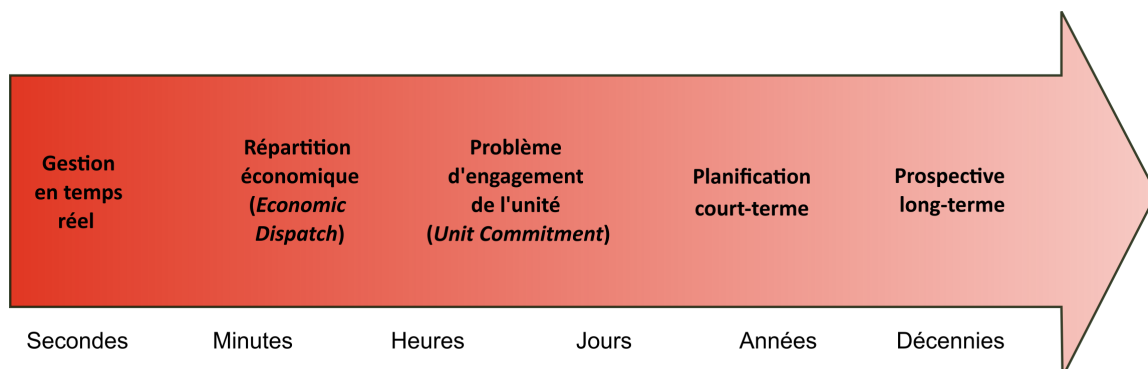 Gestion
en temps
réel
Répartition
économique
(Economic
Dispatch)
Problème
d'engagement
de l'unité
(Unit Commitment)
Planification
court-terme
Prospective
long-terme
Secondes
Minutes
Heures
Jours
Années
Décennies